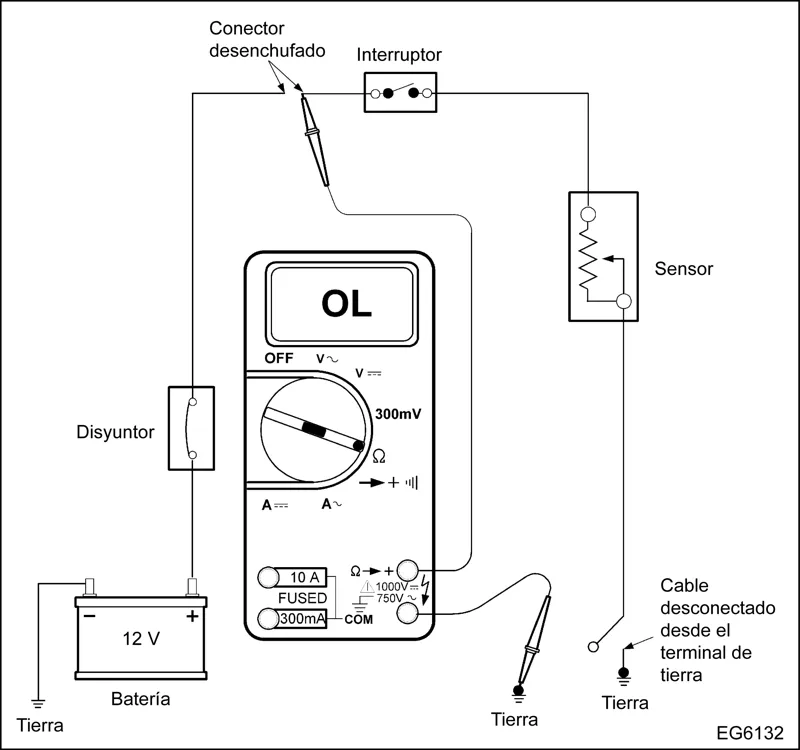 Conector
desenchufado
Interruptor
Sensor
OL
OFF
V～
V ⎓
300mV
Ω
A ⎓
A～
Disyuntor
Ω
+
10 A
FUSED
300mA
1000V ⎓
750V ～
COM
−
+
12 V
Batería
Tierra
Tierra
Cable
desconectado
desde el
terminal de
tierra
Tierra
EG6132